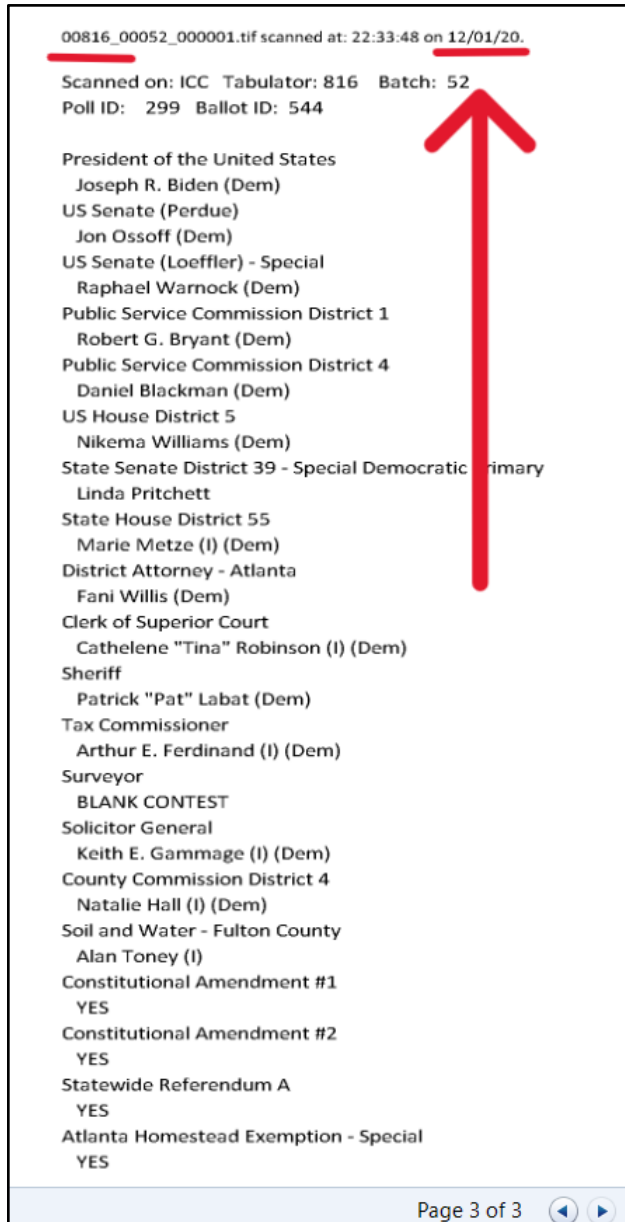 00816_00052_000001.tif scanned at: 22:33:48 on 12/01/20.
Scanned on: ICC Tabulator: 816 Batch: 52
Poll ID: 299 Ballot ID: 544
President of the United States
Joseph R. Biden (Dem)
US Senate (Perdue)
Jon Ossoff (Dem)
US Senate (Loeffler) - Special
Raphael Warnock (Dem)
Public Service Commission District 1
Robert G. Bryant (Dem)
Public Service Commission District 4
Daniel Blackman (Dem)
US House District 5
Nikema Williams (Dem)
State Senate District 39 - Special Democratic Primary
Linda Pritchett
State House District 55
Marie Metze (I) (Dem)
District Attorney - Atlanta
Fani Willis (Dem)
Clerk of Superior Court
Cathelene "Tina" Robinson (I) (Dem)
Sheriff
Patrick "Pat" Labat (Dem)
Tax Commissioner
Arthur E. Ferdinand (I) (Dem)
Surveyor
BLANK CONTEST
Solicitor General
Keith E. Gammage (I) (Dem)
County Commission District 4
Natalie Hall (I) (Dem)
Soil and Water - Fulton County
Alan Toney (I)
Constitutional Amendment #1
YES
Constitutional Amendment #2
YES
Statewide Referendum A
YES
Atlanta Homestead Exemption - Special
YES
Page 3 of 3